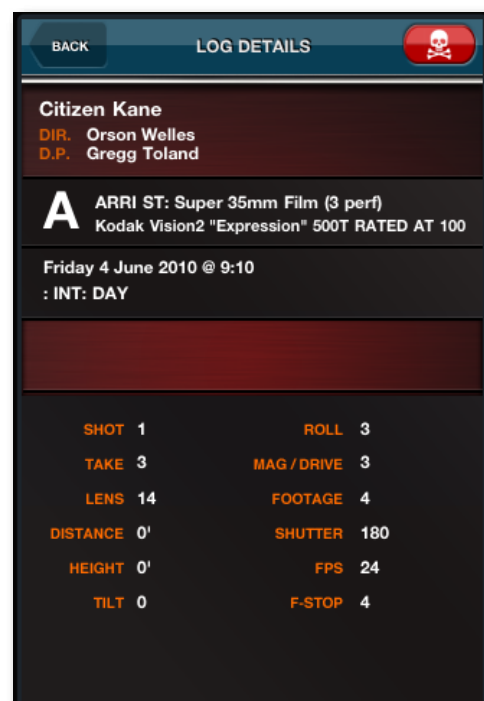 BACK LOG DETAILS
Citizen Kane
DIR. Orson Welles
D.P. Gregg Toland
A ARRI ST: Super 35mm Film (3 perf)
Kodak Vision2 "Expression" 500T RATED AT 100
Friday 4 June 2010 @ 9:10
: INT: DAY
SHOT 1 ROLL 3
TAKE 3 MAG / DRIVE 3
LENS 14 FOOTAGE 4
DISTANCE 0' SHUTTER 180
HEIGHT 0' FPS 24
TILT 0 F-STOP 4